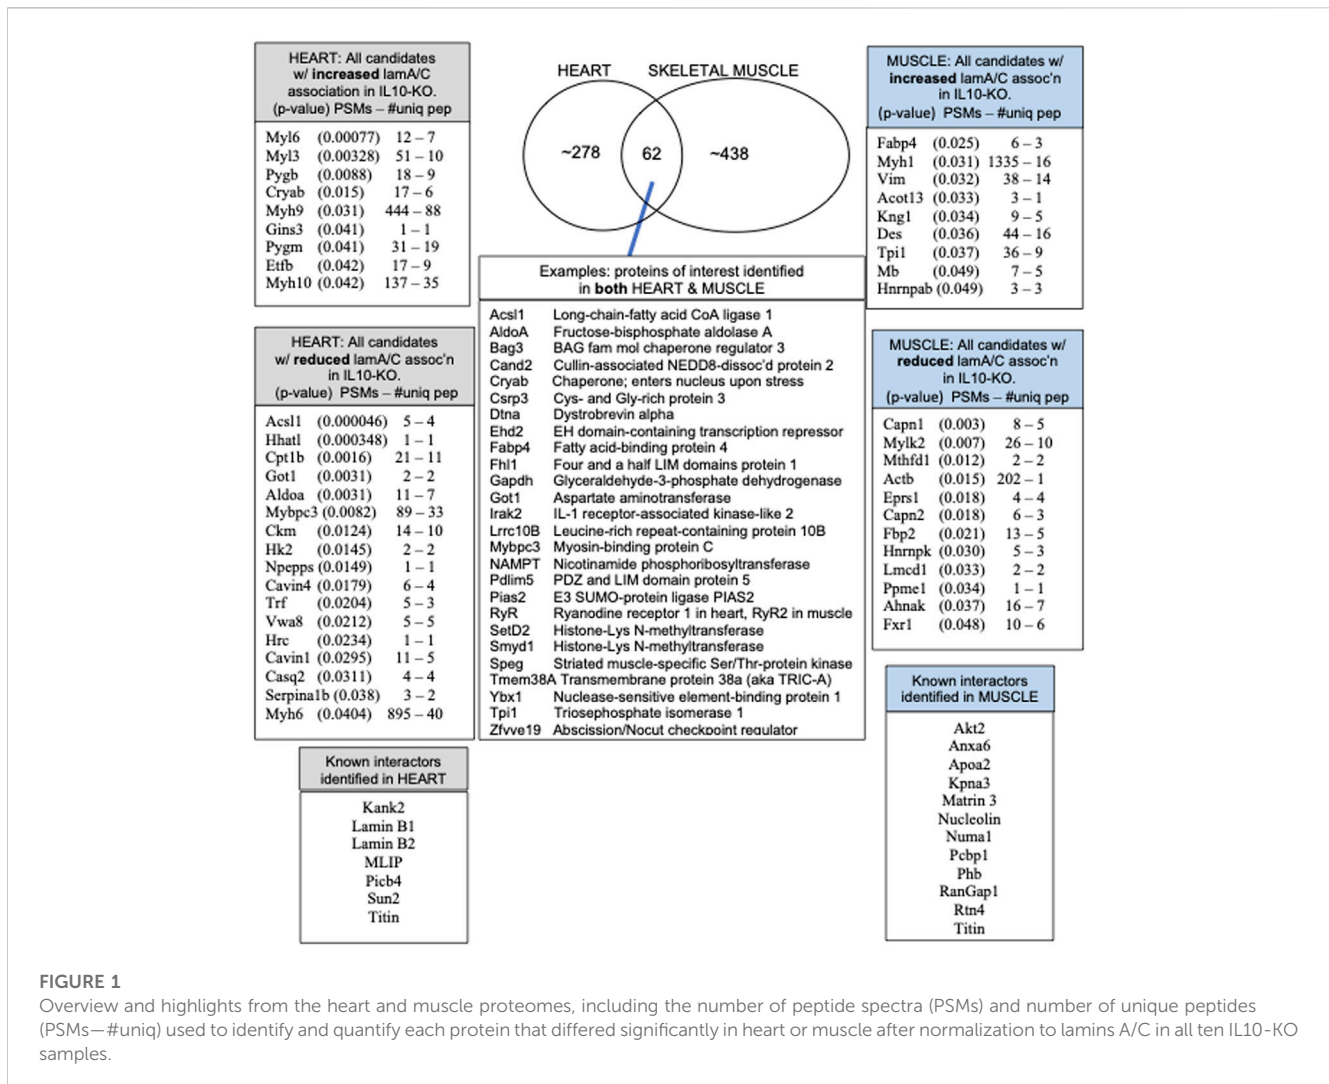 HEART: All candidates
w/ increased lamA/C
association in IL10-KO.
(p-value) PSMs – #uniq pep
Myl6 (0.00077) 12 – 7
Myl3 (0.00328) 51 – 10
Pygb (0.0088) 18 – 9
Cryab (0.015) 17 – 6
Myh9 (0.031) 444 – 88
Gins3 (0.041) 1 – 1
Pygm (0.041) 31 – 19
Etfb (0.042) 17 – 9
Myh10 (0.042) 137 – 35
HEART: All candidates
w/ reduced lamA/C assoc'n
in IL10-KO.
(p-value) PSMs – #uniq pep
Acsl1 (0.000046) 5 – 4
Hhatl (0.000348) 1 – 1
Cpt1b (0.0016) 21 – 11
Got1 (0.0031) 2 – 2
Aldoa (0.0031) 11 – 7
Mybpc3 (0.0082) 89 – 33
Ckm (0.0124) 14 – 10
Hk2 (0.0145) 2 – 2
Npepps (0.0149) 1 – 1
Cavin4 (0.0179) 6 – 4
Trf (0.0204) 5 – 3
Vwa8 (0.0212) 5 – 5
Hrc (0.0234) 1 – 1
Cavin1 (0.0295) 11 – 5
Casq2 (0.0311) 4 – 4
Serpina1b (0.038) 3 – 2
Myh6 (0.0404) 895 – 40
Known interactors
identified in HEART
Kank2
Lamin B1
Lamin B2
MLIP
Picb4
Sun2
Titin
HEART SKELETAL MUSCLE
~278 62 ~438
Examples: proteins of interest identified
in both HEART & MUSCLE
Acsl1 Long-chain-fatty acid CoA ligase 1
AldoA Fructose-bisphosphate aldolase A
Bag3 BAG fam mol chaperone regulator 3
Cand2 Cullin-associated NEDD8-dissoc'd protein 2
Cryab Chaperone; enters nucleus upon stress
Csrp3 Cys- and Gly-rich protein 3
Dtna Dystrobrevin alpha
Ehd2 EH domain-containing transcription repressor
Fabp4 Fatty acid-binding protein 4
Fhl1 Four and a half LIM domains protein 1
Gapdh Glyceraldehyde-3-phosphate dehydrogenase
Got1 Aspartate aminotransferase
Irak2 IL-1 receptor-associated kinase-like 2
Lrrc10B Leucine-rich repeat-containing protein 10B
Mybpc3 Myosin-binding protein C
NAMPT Nicotinamide phosphoribosyltransferase
Pdlim5 PDZ and LIM domain protein 5
Pias2 E3 SUMO-protein ligase PIAS2
RyR Ryanodine receptor 1 in heart, RyR2 in muscle
SetD2 Histone-Lys N-methyltransferase
Smyd1 Histone-Lys N-methyltransferase
Speg Striated muscle-specific Ser/Thr-protein kinase
Tmem38A Transmembrane protein 38a (aka TRIC-A)
Ybx1 Nuclease-sensitive element-binding protein 1
Tpi1 Triosephosphate isomerase 1
Zfyve19 Abscission/Nocut checkpoint regulator
MUSCLE: All candidates w/
increased lamA/C assoc'n
in IL10-KO.
(p-value) PSMs – #uniq pep
Fabp4 (0.025) 6 – 3
Myh1 (0.031) 1335 – 16
Vim (0.032) 38 – 14
Acot13 (0.033) 3 – 1
Kng1 (0.034) 9 – 5
Des (0.036) 44 – 16
Tpi1 (0.037) 36 – 9
Mb (0.049) 7 – 5
Hnrnpab (0.049) 3 – 3
MUSCLE: All candidates w/
reduced lamA/C assoc'n
in IL10-KO.
(p-value) PSMs – #uniq pep
Capn1 (0.003) 8 – 5
Mylk2 (0.007) 26 – 10
Mthfd1 (0.012) 2 – 2
Actb (0.015) 202 – 1
Eprs1 (0.018) 4 – 4
Capn2 (0.018) 6 – 3
Fbp2 (0.021) 13 – 5
Hnrnpk (0.030) 5 – 3
Lmcd1 (0.033) 2 – 2
Ppme1 (0.034) 1 – 1
Ahnak (0.037) 16 – 7
Fxr1 (0.048) 10 – 6
Known interactors
identified in MUSCLE
Akt2
Anxa6
Apoa2
Kpna3
Matrin 3
Nucleolin
Numa1
Pcbp1
Phb
RanGap1
Rtn4
Titin
FIGURE 1
Overview and highlights from the heart and muscle proteomes, including the number of peptide spectra (PSMs) and number of unique peptides
(PSMs—#uniq) used to identify and quantify each protein that differed significantly in heart or muscle after normalization to lamins A/C in all ten IL10-KO
samples.